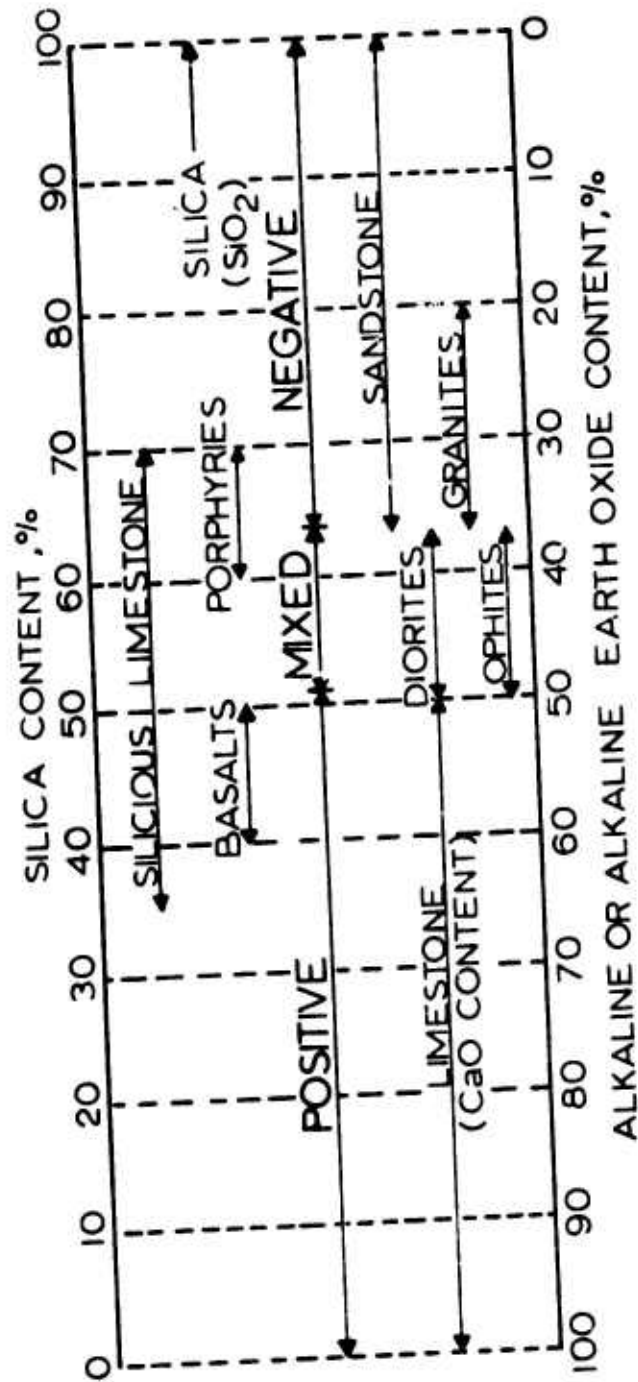 SILICA CONTENT, %
0 10 20 30 40 50 60 70 80 90 100
SILICIOUS LIMESTONE
SILICA
(SiO2)
BASALTS
PORPHYRIES
POSITIVE
MIXED
NEGATIVE
LIMESTONE
(CaO CONTENT)
DIORITES
SANDSTONE
OPHITES
GRANITES
100 90 80 70 60 50 40 30 20 10 0
ALKALINE OR ALKALINE EARTH OXIDE CONTENT, %